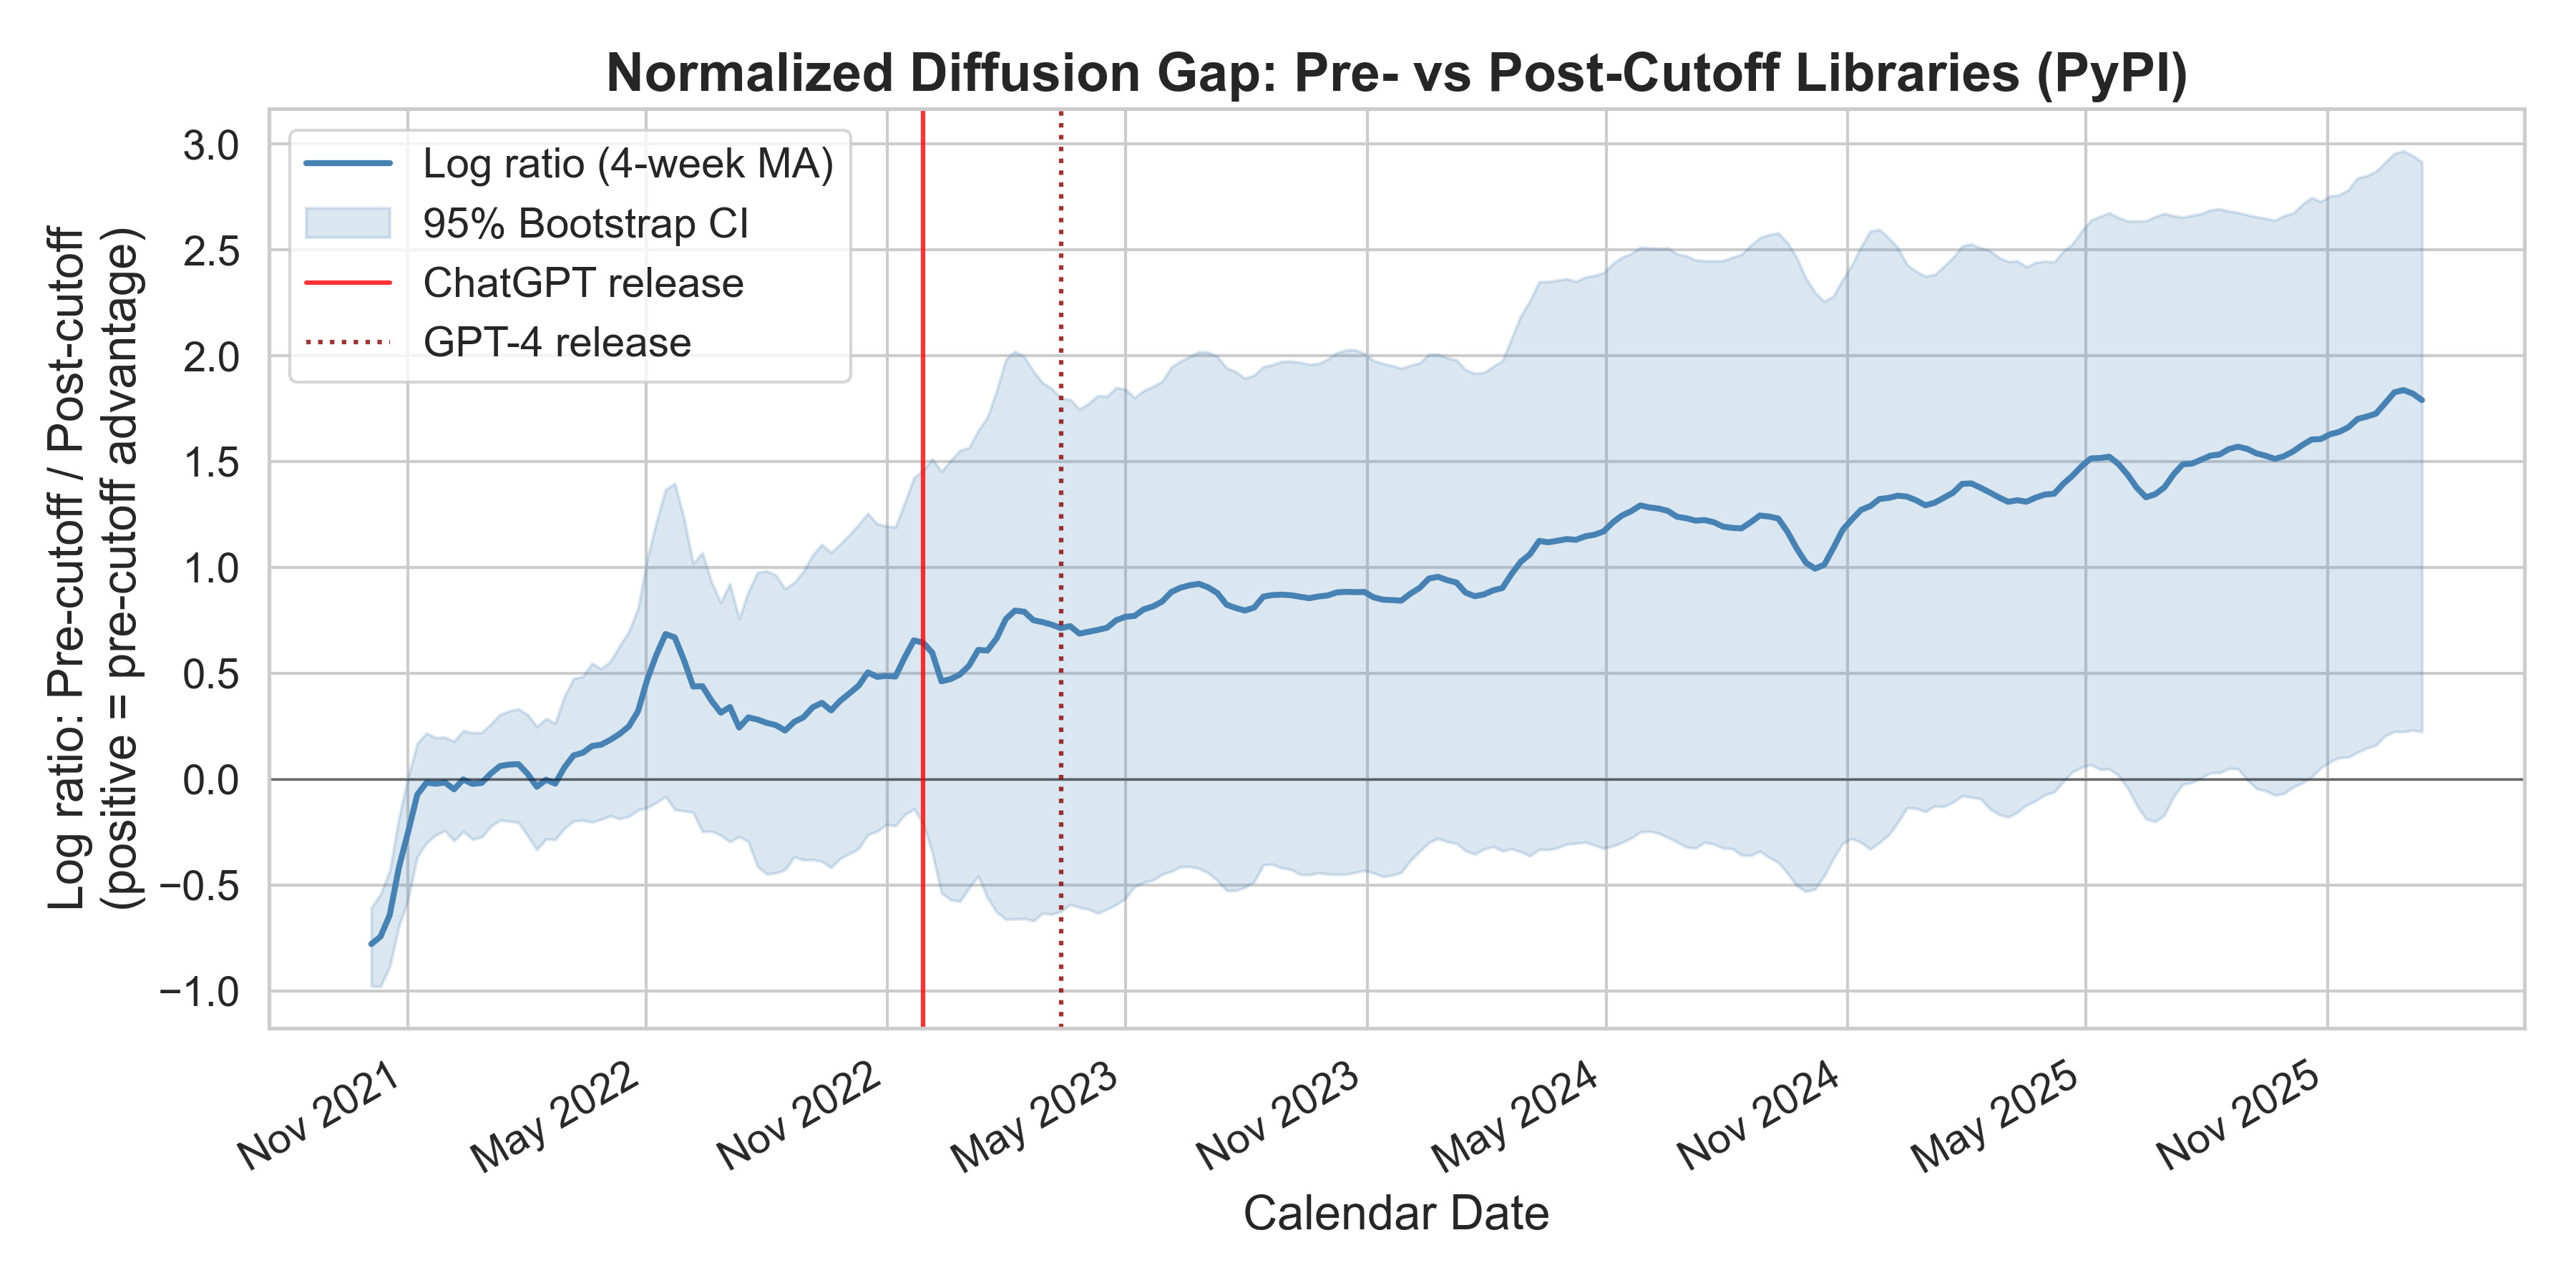 Normalized Diffusion Gap: Pre- vs Post-Cutoff Libraries (PyPI)
Log ratio: Pre-cutoff / Post-cutoff
(positive = pre-cutoff advantage)
3.0
2.5
2.0
1.5
1.0
0.5
0.0
−0.5
−1.0
Log ratio (4-week MA)
95% Bootstrap CI
ChatGPT release
GPT-4 release
Nov 2021
May 2022
Nov 2022
May 2023
Nov 2023
May 2024
Nov 2024
May 2025
Nov 2025
Calendar Date